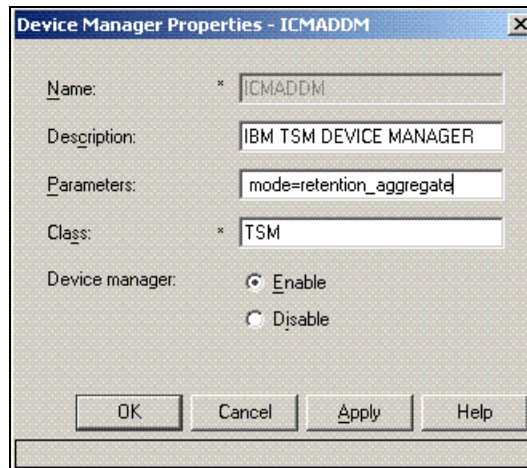 Device Manager Properties - ICMADDM
Name: * ICMADDM
Description: IBM TSM DEVICE MANAGER
Parameters: mode=retention_aggregate
Class: * TSM
Device manager: Enable
Disable
OK Cancel Apply Help